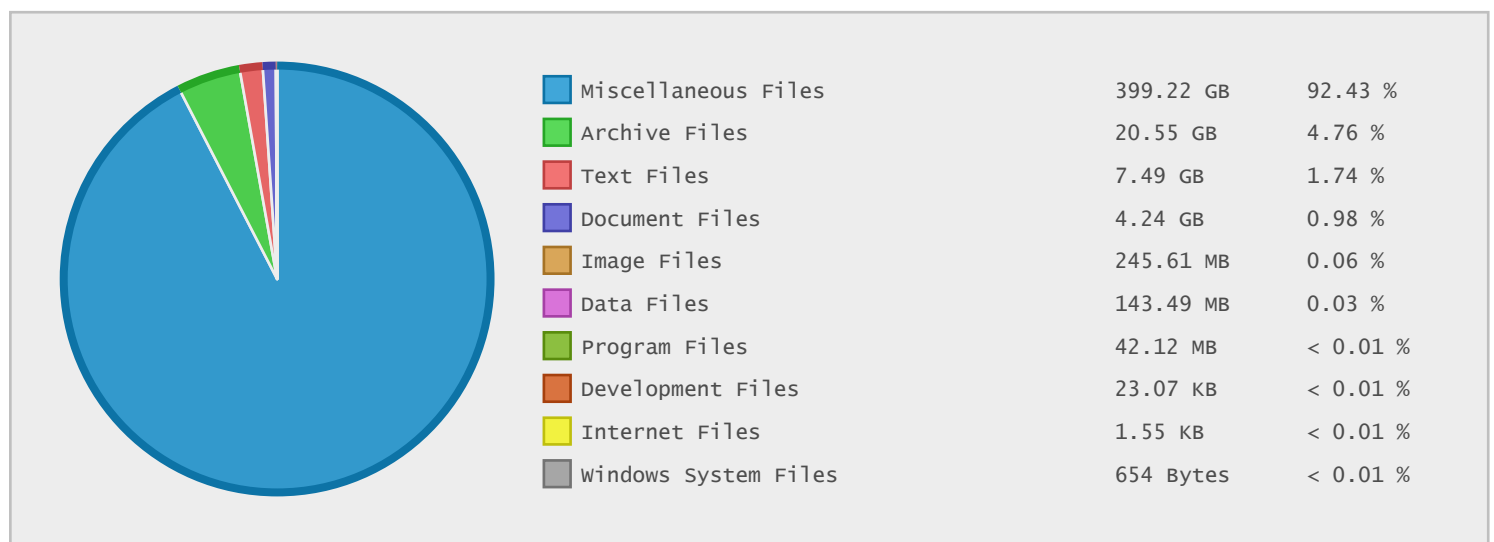 Miscellaneous Files 399.22 GB 92.43 %
Archive Files 20.55 GB 4.76 %
Text Files 7.49 GB 1.74 %
Document Files 4.24 GB 0.98 %
Image Files 245.61 MB 0.06 %
Data Files 143.49 MB 0.03 %
Program Files 42.12 MB < 0.01 %
Development Files 23.07 KB < 0.01 %
Internet Files 1.55 KB < 0.01 %
Windows System Files 654 Bytes < 0.01 %